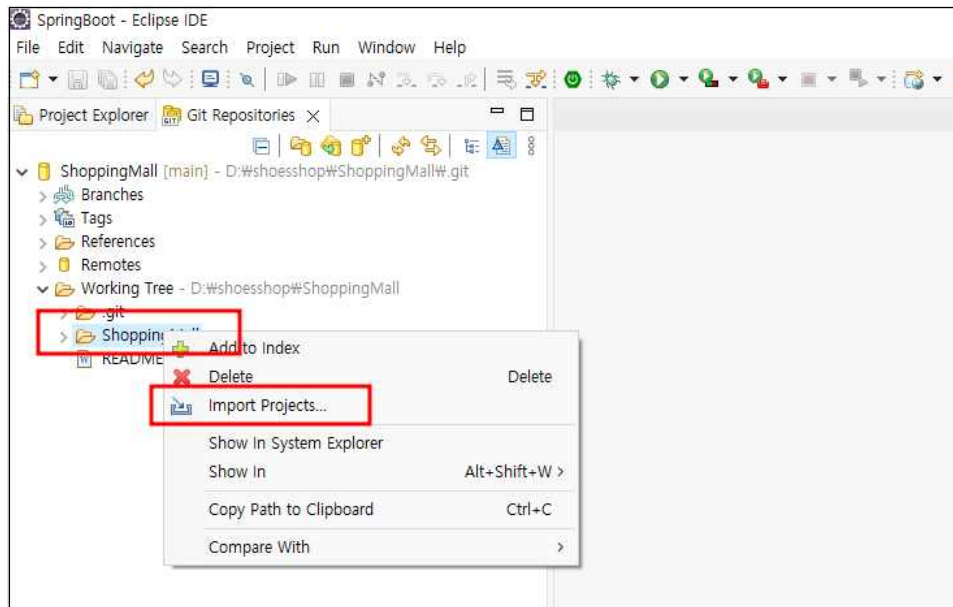 SpringBoot - Eclipse IDE
File Edit Navigate Search Project Run Window Help
Project Explorer Git Repositories
ShoppingMall [main] - D:₩shoesshop₩ShoppingMall₩.git
Branches
Tags
References
Remotes
Working Tree - D:₩shoesshop₩ShoppingMall
.git
Shopping
README
Add to Index
Delete Delete
Import Projects...
Show In System Explorer
Show In Alt+Shift+W >
Copy Path to Clipboard Ctrl+C
Compare With >